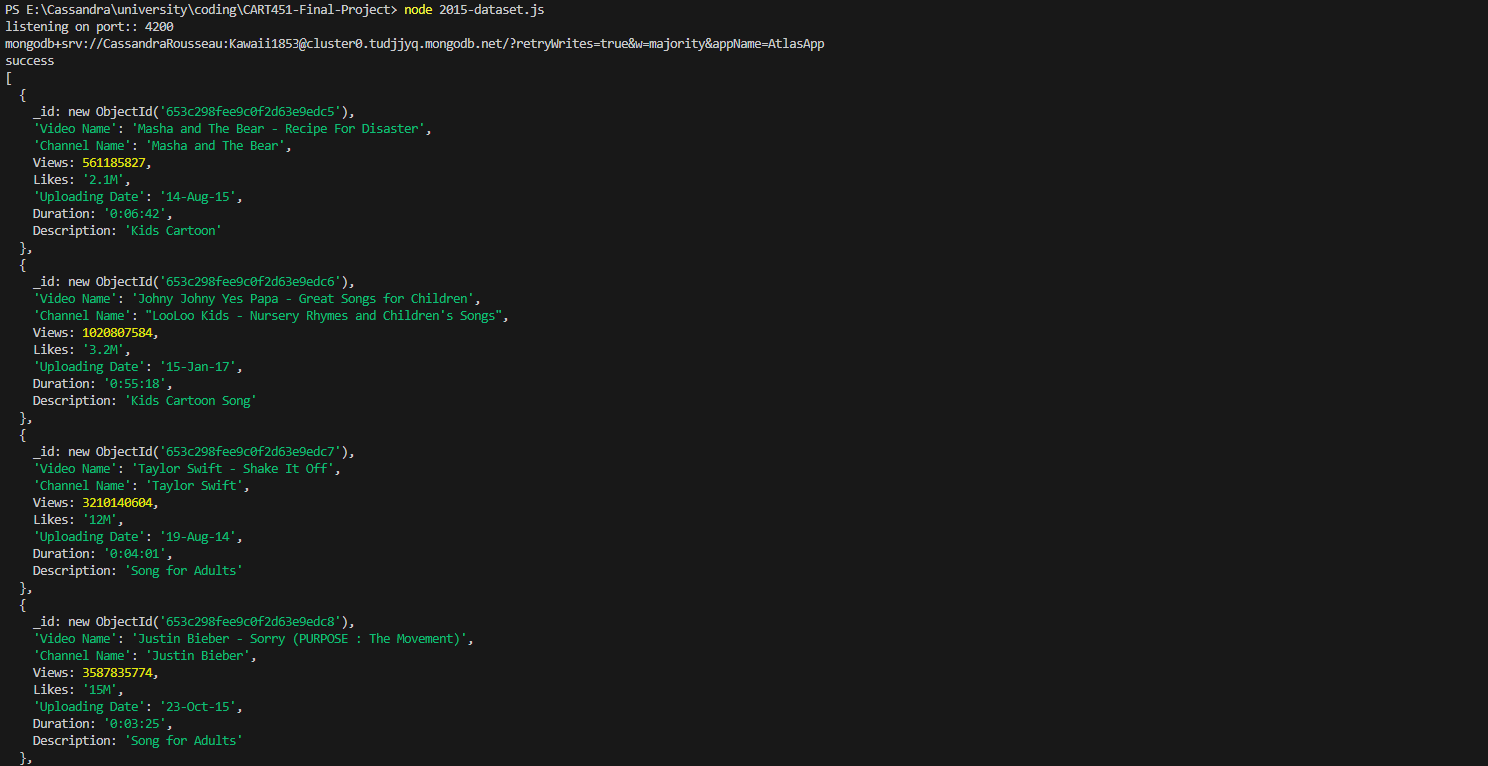 PS E:\Cassandra\university\coding\CART451-Final-Project> node 2015-dataset.js
listening on port:: 4200
mongodb+srv://CassandraRousseau:Kawaii1853@cluster0.tudjjyq.mongodb.net/?retryWrites=true&w=majority&appName=AtlasApp
success
[
  {
    _id: new ObjectId('653c298fee9c0f2d63e9edc5'),
    'Video Name': 'Masha and The Bear - Recipe For Disaster',
    'Channel Name': 'Masha and The Bear',
    Views: 561185827,
    Likes: '2.1M',
    'Uploading Date': '14-Aug-15',
    Duration: '0:06:42',
    Description: 'Kids Cartoon'
  },
  {
    _id: new ObjectId('653c298fee9c0f2d63e9edc6'),
    'Video Name': 'Johny Johny Yes Papa - Great Songs for Children',
    'Channel Name': "LooLoo Kids - Nursery Rhymes and Children's Songs",
    Views: 1020807584,
    Likes: '3.2M',
    'Uploading Date': '15-Jan-17',
    Duration: '0:55:18',
    Description: 'Kids Cartoon Song'
  },
  {
    _id: new ObjectId('653c298fee9c0f2d63e9edc7'),
    'Video Name': 'Taylor Swift - Shake It Off',
    'Channel Name': 'Taylor Swift',
    Views: 3210140604,
    Likes: '12M',
    'Uploading Date': '19-Aug-14',
    Duration: '0:04:01',
    Description: 'Song for Adults'
  },
  {
    _id: new ObjectId('653c298fee9c0f2d63e9edc8'),
    'Video Name': 'Justin Bieber - Sorry (PURPOSE : The Movement)',
    'Channel Name': 'Justin Bieber',
    Views: 3587835774,
    Likes: '15M',
    'Uploading Date': '23-Oct-15',
    Duration: '0:03:25',
    Description: 'Song for Adults'
  },